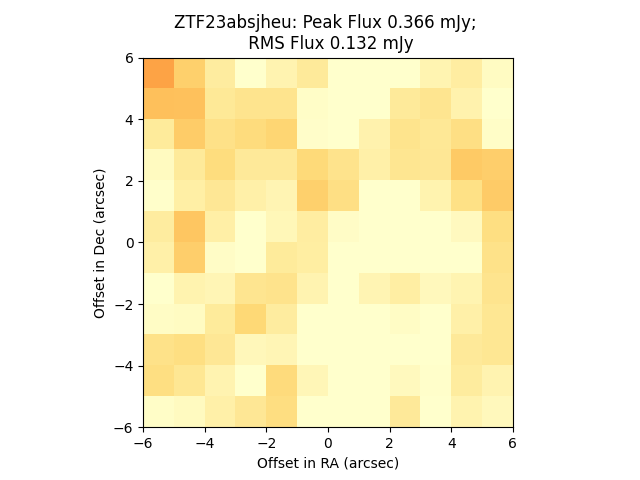 ZTF23absjheu: Peak Flux 0.366 mJy;
RMS Flux 0.132 mJy
6
4
2
0
−2
−4
−6
Offset in Dec (arcsec)
−6 −4 −2 0 2 4 6
Offset in RA (arcsec)